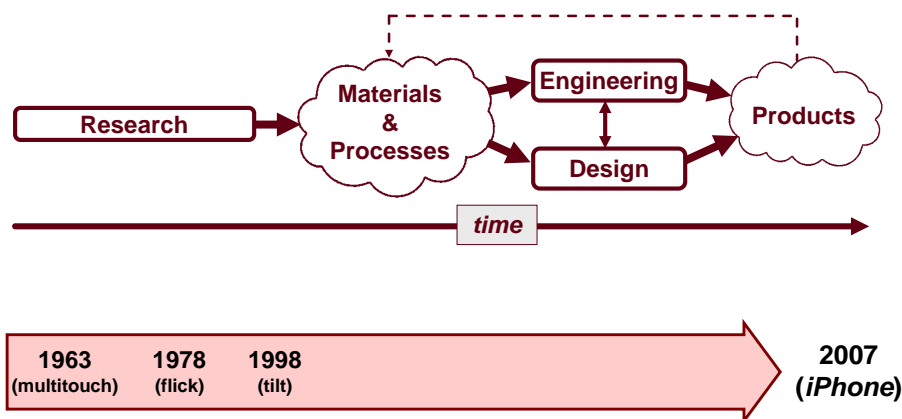 Research
Materials
&
Processes
Engineering
Design
Products
time
1963
(multitouch)
1978
(flick)
1998
(tilt)
2007
(iPhone)